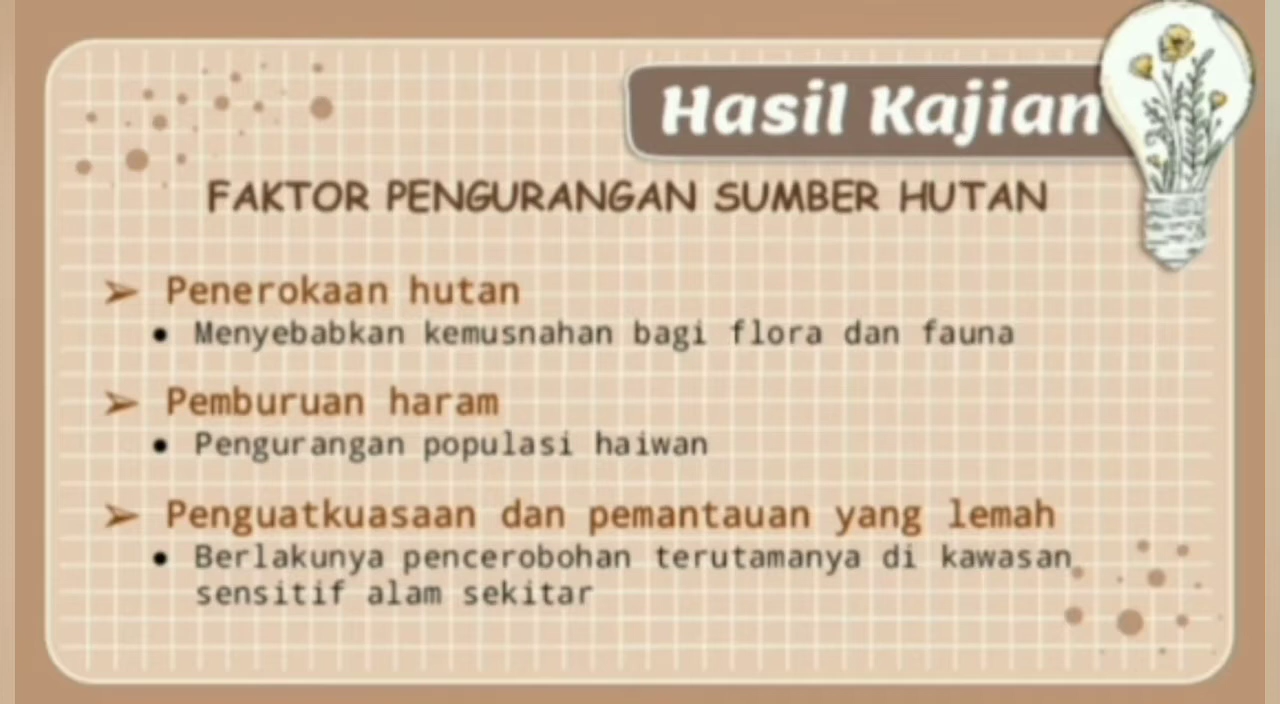 Hasil Kajian
FAKTOR PENGURANGAN SUMBER HUTAN
➢ Penerokaan hutan
• Menyebabkan kemusnahan bagi flora dan fauna
➢ Pemburuan haram
• Pengurangan populasi haiwan
➢ Penguatkuasaan dan pemantauan yang lemah
• Berlakunya pencerobohan terutamanya di kawasan
sensitif alam sekitar